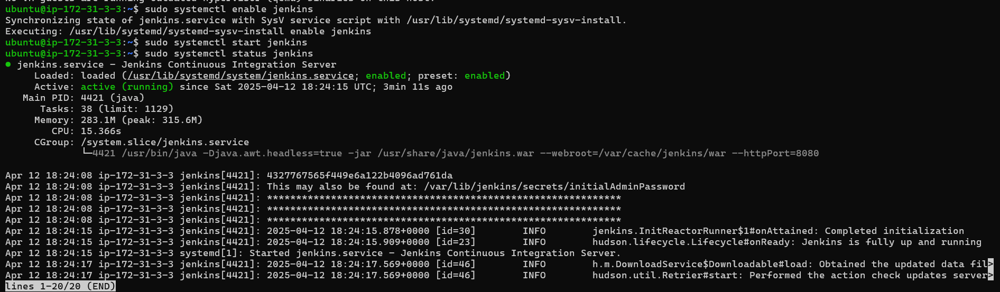 ubuntu@ip-172-31-3-3:~$ sudo systemctl enable jenkins
Synchronizing state of jenkins.service with SysV service script with /usr/lib/systemd/systemd-sysv-install.
Executing: /usr/lib/systemd/systemd-sysv-install enable jenkins
ubuntu@ip-172-31-3-3:~$ sudo systemctl start jenkins
ubuntu@ip-172-31-3-3:~$ sudo systemctl status jenkins
● jenkins.service - Jenkins Continuous Integration Server
     Loaded: loaded (/usr/lib/systemd/system/jenkins.service; enabled; preset: enabled)
     Active: active (running) since Sat 2025-04-12 18:24:15 UTC; 3min 11s ago
   Main PID: 4421 (java)
      Tasks: 38 (limit: 1129)
     Memory: 283.1M (peak: 315.6M)
        CPU: 15.366s
     CGroup: /system.slice/jenkins.service
             └─4421 /usr/bin/java -Djava.awt.headless=true -jar /usr/share/java/jenkins.war --webroot=/var/cache/jenkins/war --httpPort=8080
Apr 12 18:24:08 ip-172-31-3-3 jenkins[4421]: 4327767565f449e6a122b4096ad761da
Apr 12 18:24:08 ip-172-31-3-3 jenkins[4421]: This may also be found at: /var/lib/jenkins/secrets/initialAdminPassword
Apr 12 18:24:08 ip-172-31-3-3 jenkins[4421]: *************************************************************
Apr 12 18:24:08 ip-172-31-3-3 jenkins[4421]: *************************************************************
Apr 12 18:24:08 ip-172-31-3-3 jenkins[4421]: *************************************************************
Apr 12 18:24:15 ip-172-31-3-3 jenkins[4421]: 2025-04-12 18:24:15.878+0000 [id=30]        INFO        jenkins.InitReactorRunner$1#onAttained: Completed initialization
Apr 12 18:24:15 ip-172-31-3-3 jenkins[4421]: 2025-04-12 18:24:15.909+0000 [id=23]        INFO        hudson.lifecycle.Lifecycle#onReady: Jenkins is fully up and running
Apr 12 18:24:15 ip-172-31-3-3 systemd[1]: Started jenkins.service - Jenkins Continuous Integration Server.
Apr 12 18:24:17 ip-172-31-3-3 jenkins[4421]: 2025-04-12 18:24:17.569+0000 [id=46]        INFO        h.m.DownloadService$Downloadable#load: Obtained the updated data fil>
Apr 12 18:24:17 ip-172-31-3-3 jenkins[4421]: 2025-04-12 18:24:17.569+0000 [id=46]        INFO        hudson.util.Retrier#start: Performed the action check updates server>
lines 1-20/20 (END)